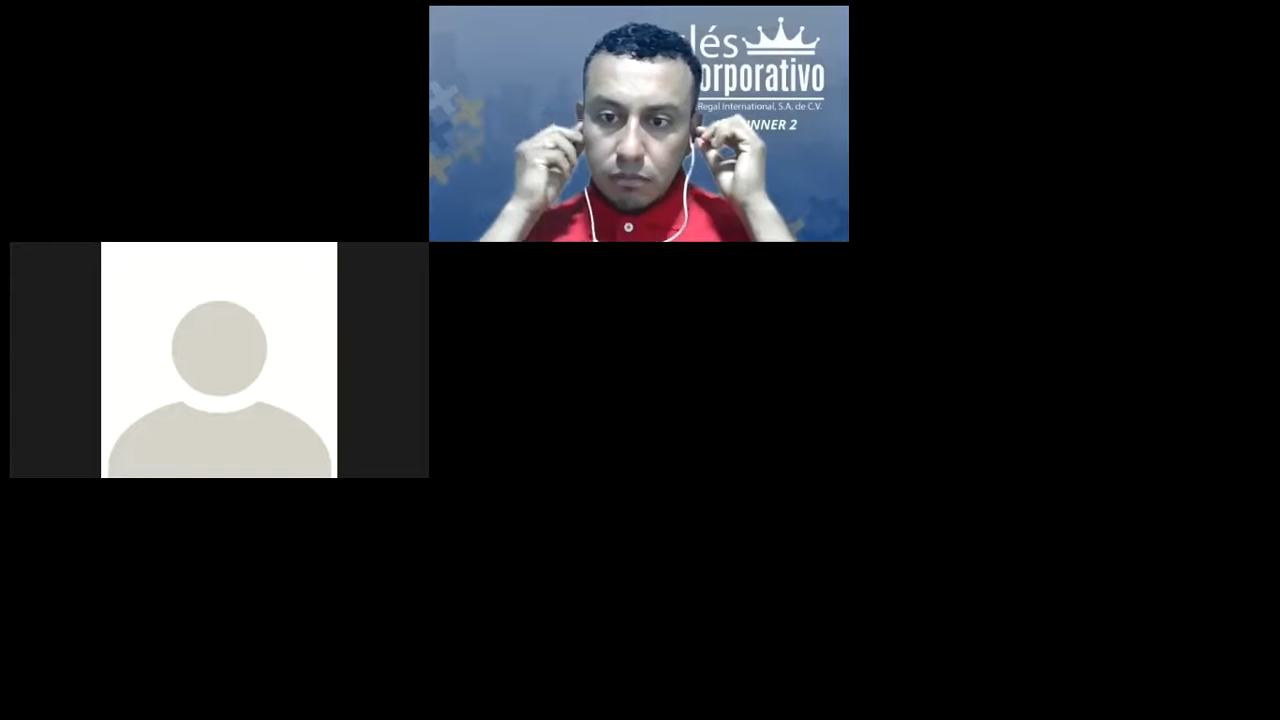 lés
orporativo
Regal International, S.A. de C.V.
INNER 2